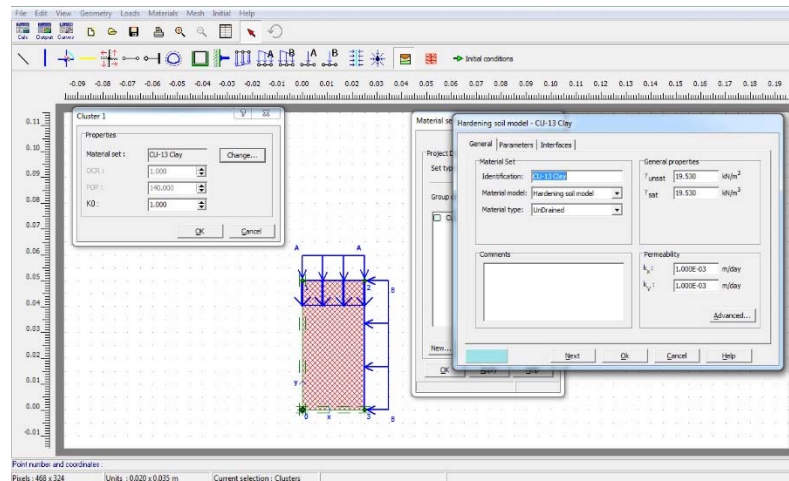 File Edit View Geometry Loads Materials Mesh Initial Help
Calc Output Curves
A B A B
Initial conditions
-0.09 -0.08 -0.07 -0.06 -0.05 -0.04 -0.03 -0.02 -0.01 0.00 0.01 0.02 0.03 0.04 0.05 0.06 0.07 0.08 0.09 0.10 0.11 0.12 0.13 0.14 0.15 0.16 0.17 0.18 0.19
0.11
0.10
0.09
0.08
0.07
0.06
0.05
0.04
0.03
0.02
0.01
0.00
-0.01
Cluster 1
Properties
Material set : CU-13 Clay Change...
OCR : 1.000
POP : 140.000
K0 : 1.000
OK Cancel
A A
1 2 B
y
0 x 3 B
Material se
Project D
Set typ
Group o
New...
OK
Hardening soil model - CU-13 Clay
General Parameters Interfaces
Material Set
Identification: CU-13 Clay
Material model: Hardening soil model
Material type: UnDrained
General properties
γunsat 19.530 kN/m³
γsat 19.530 kN/m³
Comments
Permeability
kx : 1.000E-03 m/day
ky : 1.000E-03 m/day
Advanced...
Next Ok Cancel Help
Point number and coordinates :
Pixels : 468 x 324 Units : 0.020 x 0.035 m Current selection : Clusters